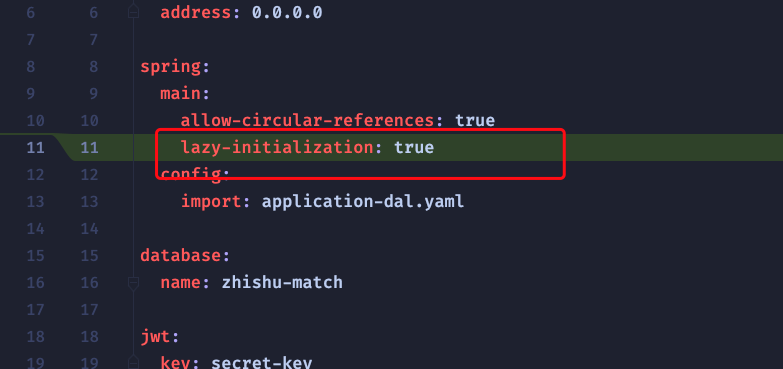 6 6 address: 0.0.0.0
7 7
8 8 spring:
9 9 main:
10 10 allow-circular-references: true
11 11 lazy-initialization: true
12 12 config:
13 13 import: application-dal.yaml
14 14
15 15 database:
16 16 name: zhishu-match
17 17
18 18 jwt:
19 19 key: secret-key